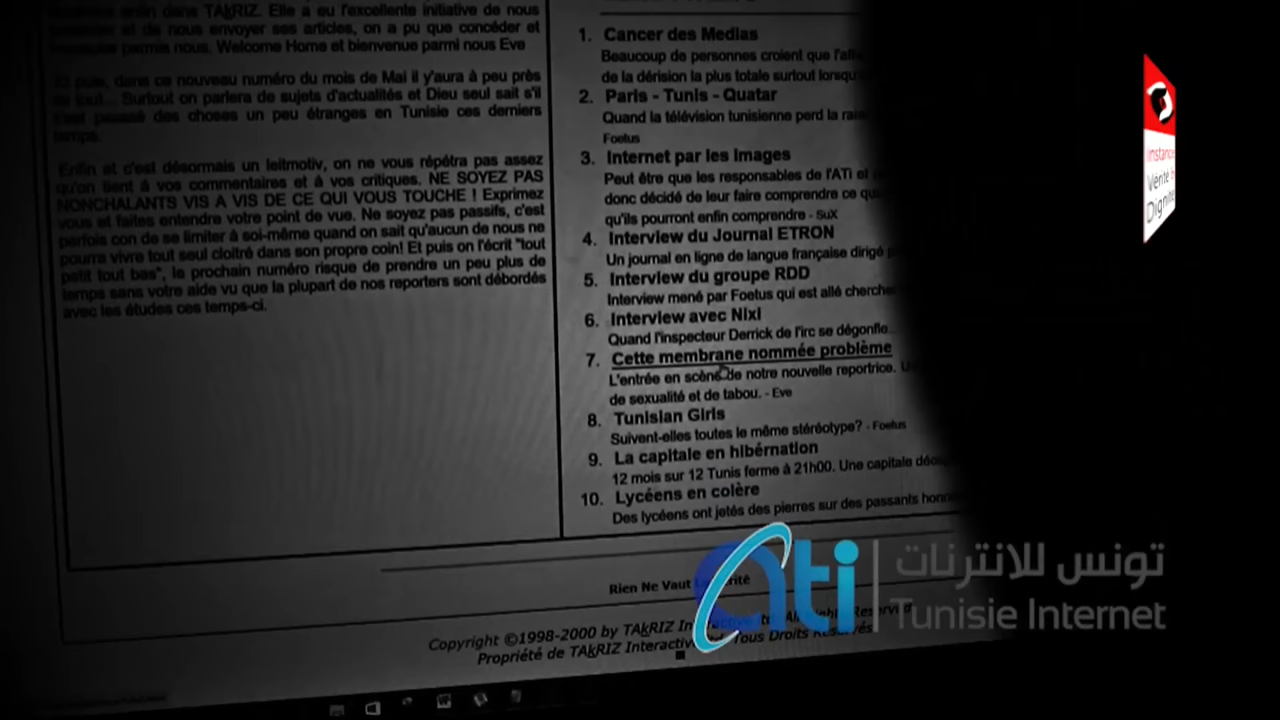 enfin dans TAkRIZ. Elle a eu l'excellente initiative de nous
et de nous envoyer ses articles, on a pu que concéder et
parmis nous. Welcome Home et bienvenue parmi nous Eve
puis, dans ce nouveau numéro du mois de Mai il y'aura à peu près
tout... Surtout on parlera de sujets d'actualités et Dieu seul sait s'il
s'est passé des choses un peu étranges en Tunisie ces derniers
temps.
Enfin et c'est désormais un leitmotiv, on ne vous répétra pas assez
qu'on tient à vos commentaires et à vos critiques. NE SOYEZ PAS
NONCHALANTS VIS A VIS DE CE QUI VOUS TOUCHE ! Exprimez
vous et faites entendre votre point de vue. Ne soyez pas passifs, c'est
parfois con de se limiter à soi-même quand on sait qu'aucun de nous ne
pourra vivre tout seul cloitré dans son propre coin! Et puis on l'écrit "tout
petit tout bas", le prochain numéro risque de prendre un peu plus de
temps sans votre aide vu que la plupart de nos reporters sont débordés
avec les études ces temps-ci.
1. Cancer des Medias
Beaucoup de personnes croient que
de la dérision la plus totale surtout
2. Paris - Tunis - Quatar
Quand la télévision tunisienne perd la
Foetus
3. Internet par les images
Peut être que les responsables de l'ATI et
donc décidé de leur faire comprendre ce
qu'ils pourront enfin comprendre - SuX
4. Interview du Journal ETRON
Un journal en ligne de langue française dirigé
5. Interview du groupe RDD
Interview mené par Foetus qui est allé
6. Interview avec Nixi
Quand l'inspecteur Derrick de l'irc se dégonfle...
7. Cette membrane nommée problème
L'entrée en scène de notre nouvelle reportrice.
de sexualité et de tabou. - Eve
8. Tunisian Girls
Suivent-elles toutes le même stéréotype? - Foetus
9. La capitale en hibérnation
12 mois sur 12 Tunis ferme à 21h00. Une capitale
10. Lycéens en colère
Des lycéens ont jetés des pierres sur des passants
Rien Ne Vaut
Copyright ©1998-2000 by TAkRIZ
Propriété de TAkRIZ Interactive Tous Droits
Instance
Vérité &
Dignité
ati
تونس للانترنات
Tunisie Internet